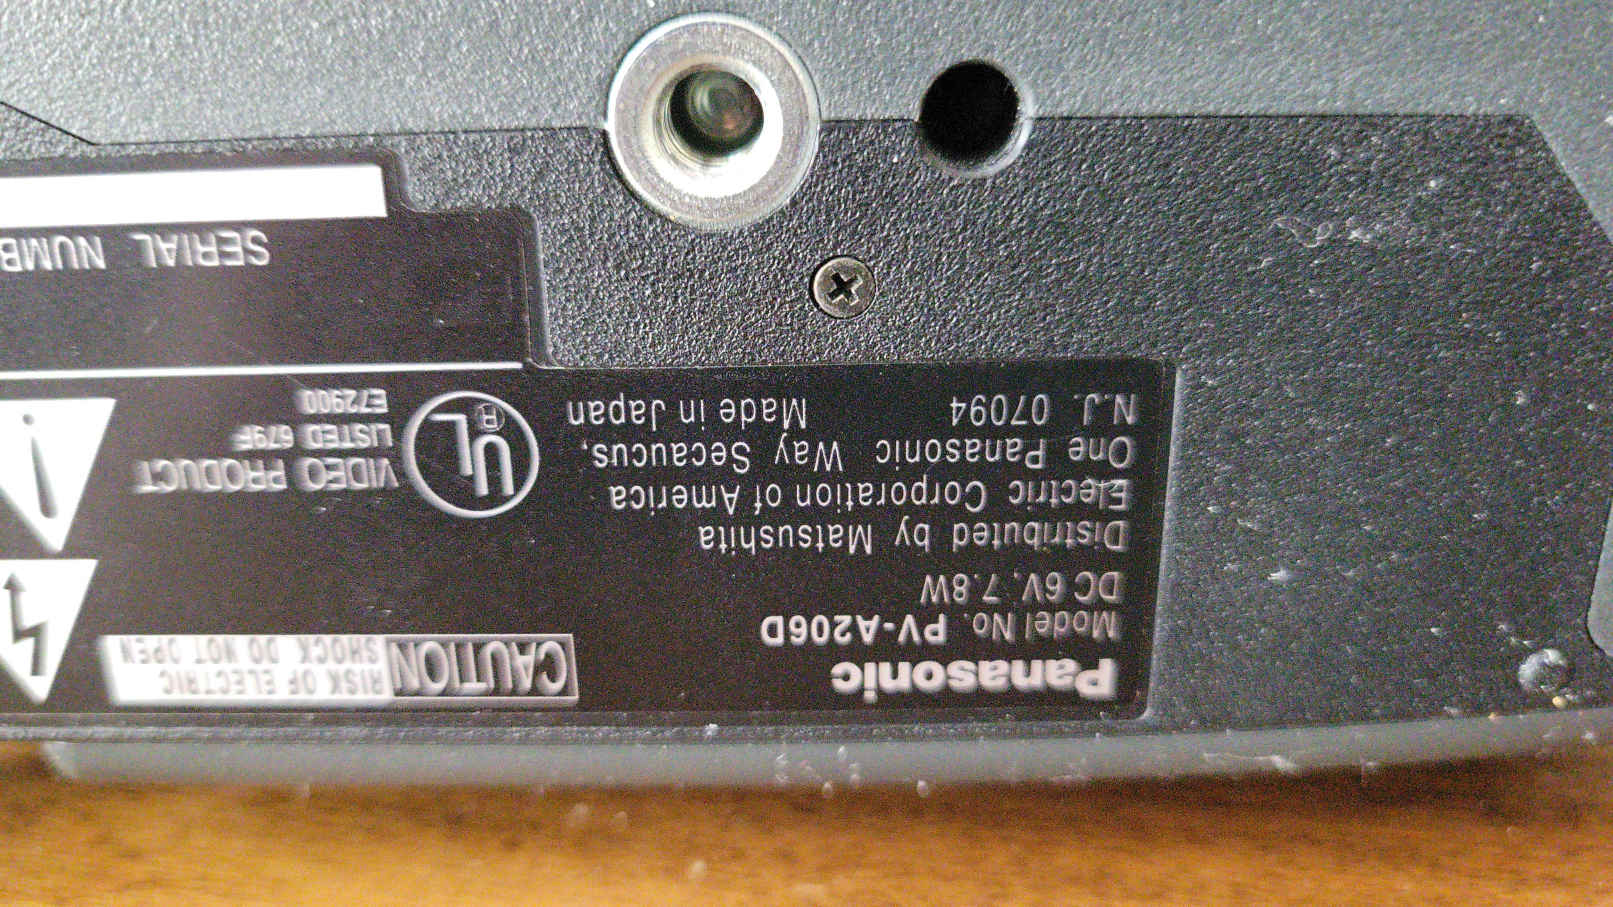 Panasonic
Model No. PV-A206D
DC 6V, 7.8W
Distributed by Matsushita
Electric Corporation of America
One Panasonic Way Secaucus,
N.J. 07094 Made in Japan
CAUTION
RISK OF ELECTRIC
SHOCK DO NOT OPEN
UL
VIDEO PRODUCT
LISTED 679F
E72900
SERIAL NUMB